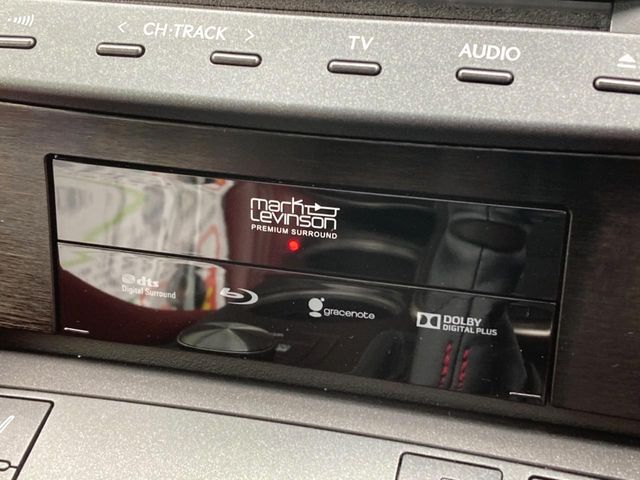 < CH·TRACK >
TV
AUDIO
mark
Levinson
PREMIUM SURROUND
dts
Digital Surround
gracenote
DOLBY
DIGITAL PLUS